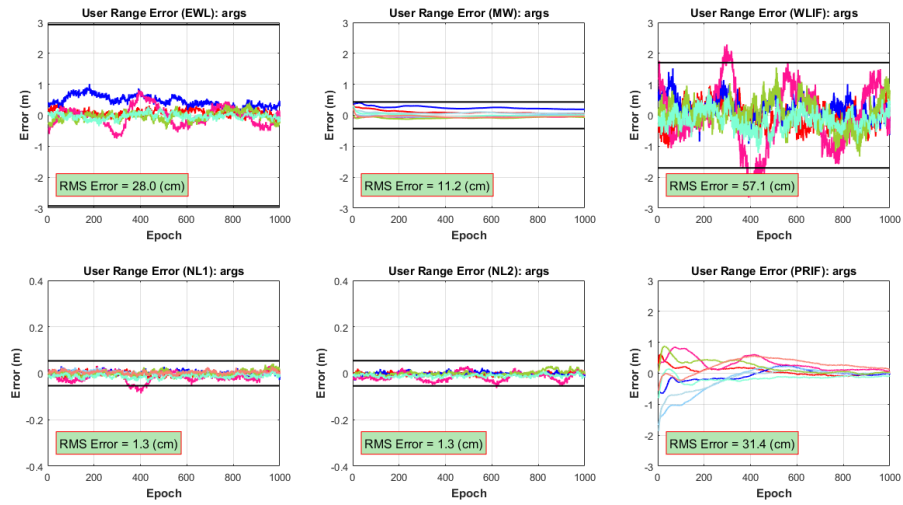 User Range Error (EWL): args
3
2
1
0
-1
-2
-3
Error (m)
RMS Error = 28.0 (cm)
0 200 400 600 800 1000
Epoch
User Range Error (MW): args
3
2
1
0
-1
-2
-3
Error (m)
RMS Error = 11.2 (cm)
0 200 400 600 800 1000
Epoch
User Range Error (WLIF): args
3
2
1
0
-1
-2
-3
Error (m)
RMS Error = 57.1 (cm)
0 200 400 600 800 1000
Epoch
User Range Error (NL1): args
0.4
0.2
0
-0.2
-0.4
Error (m)
RMS Error = 1.3 (cm)
0 200 400 600 800 1000
Epoch
User Range Error (NL2): args
0.4
0.2
0
-0.2
-0.4
Error (m)
RMS Error = 1.3 (cm)
0 200 400 600 800 1000
Epoch
User Range Error (PRIF): args
3
2
1
0
-1
-2
-3
Error (m)
RMS Error = 31.4 (cm)
0 200 400 600 800 1000
Epoch